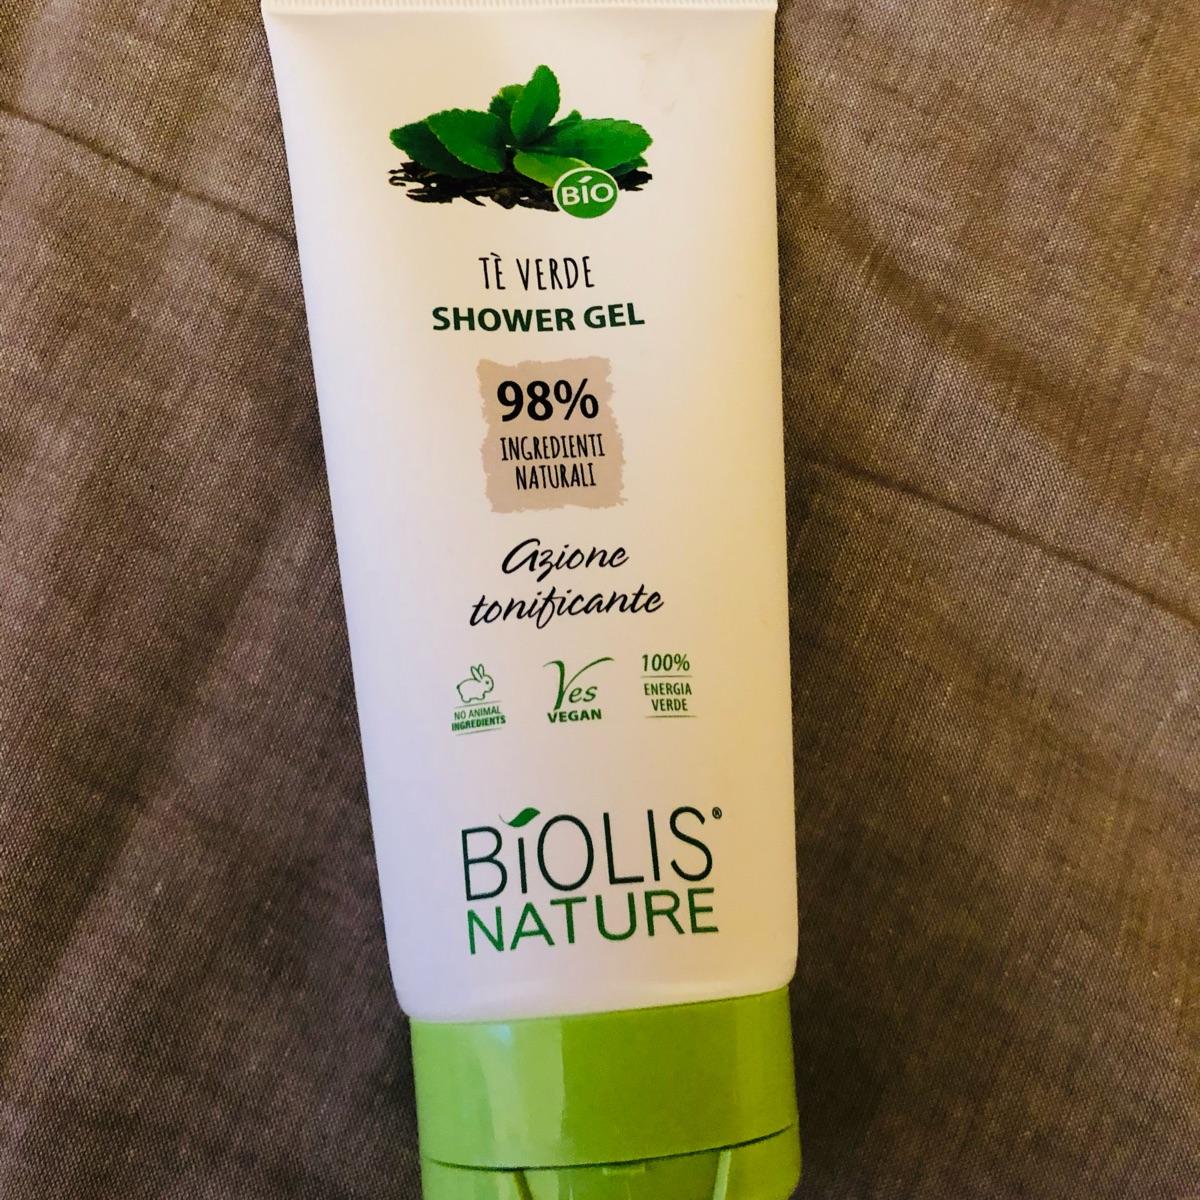 BIO
TÈ VERDE
SHOWER GEL
98%
INGREDIENTI
NATURALI
Azione
tonificante
NO ANIMAL
INGREDIENTS
Yes
VEGAN
100%
ENERGIA
VERDE
BIOLIS®
NATURE